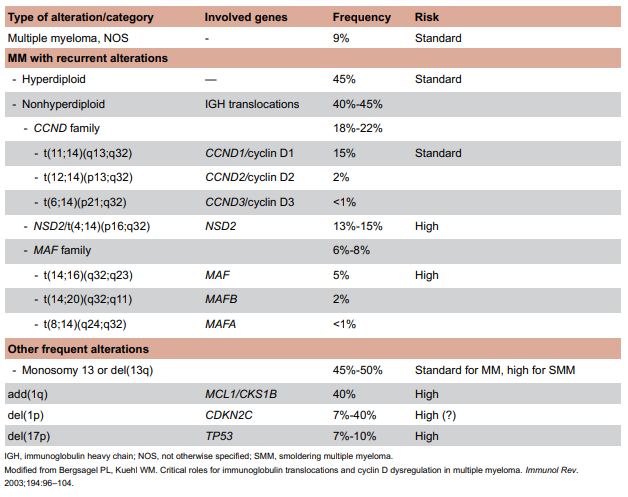 Type of alteration/category Involved genes Frequency Risk
Multiple myeloma, NOS - 9% Standard
MM with recurrent alterations
- Hyperdiploid — 45% Standard
- Nonhyperdiploid IGH translocations 40%-45%
- CCND family 18%-22%
- t(11;14)(q13;q32) CCND1/cyclin D1 15% Standard
- t(12;14)(p13;q32) CCND2/cyclin D2 2%
- t(6;14)(p21;q32) CCND3/cyclin D3 <1%
- NSD2/t(4;14)(p16;q32) NSD2 13%-15% High
- MAF family 6%-8%
- t(14;16)(q32;q23) MAF 5% High
- t(14;20)(q32;q11) MAFB 2%
- t(8;14)(q24;q32) MAFA <1%
Other frequent alterations
- Monosomy 13 or del(13q) 45%-50% Standard for MM, high for SMM
add(1q) MCL1/CKS1B 40% High
del(1p) CDKN2C 7%-40% High (?)
del(17p) TP53 7%-10% High
IGH, immunoglobulin heavy chain; NOS, not otherwise specified; SMM, smoldering multiple myeloma.
Modified from Bergsagel PL, Kuehl WM. Critical roles for immunoglobulin translocations and cyclin D dysregulation in multiple myeloma. Immunol Rev.
2003;194:96–104.